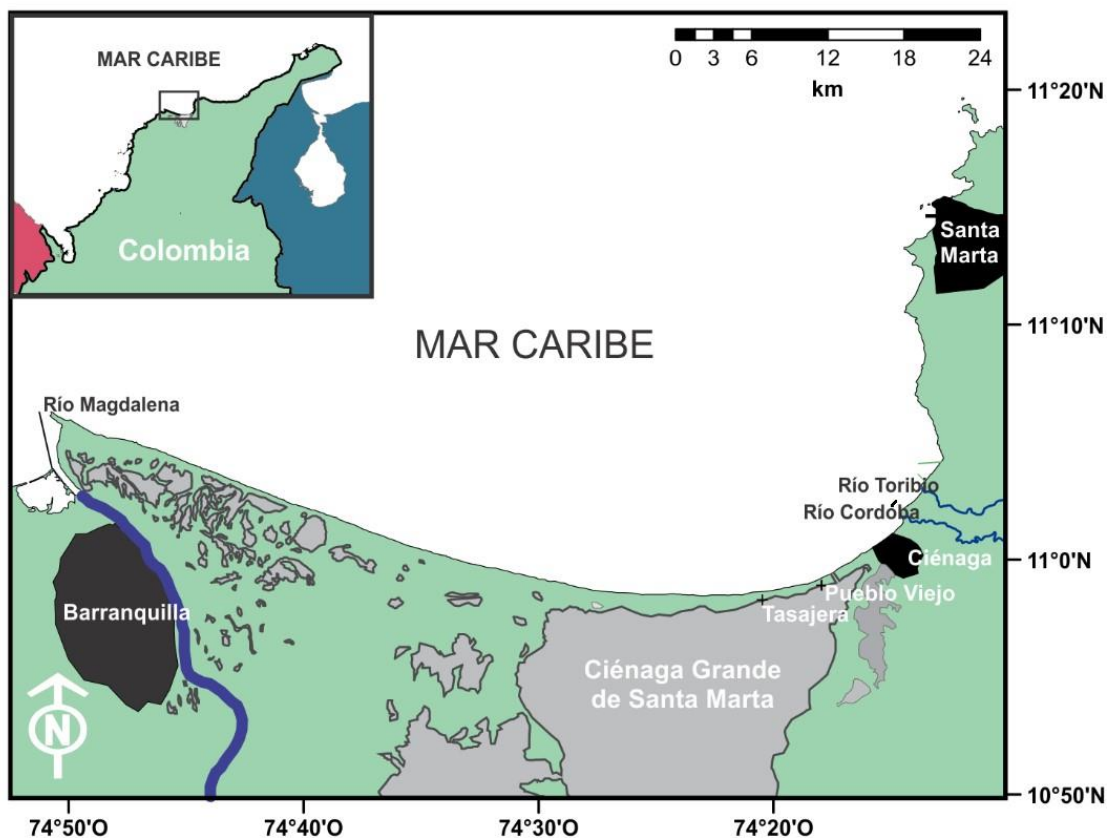 MAR CARIBE
Colombia
0 3 6 12 18 24
km
11°20'N
Santa
Marta
11°10'N
MAR CARIBE
Río Magdalena
Río Toribio
Río Cordóba
Ciénaga
11°0'N
Pueblo Viejo
Tasajera
Barranquilla
Ciénaga Grande
de Santa Marta
N
10°50'N
74°50'O 74°40'O 74°30'O 74°20'O